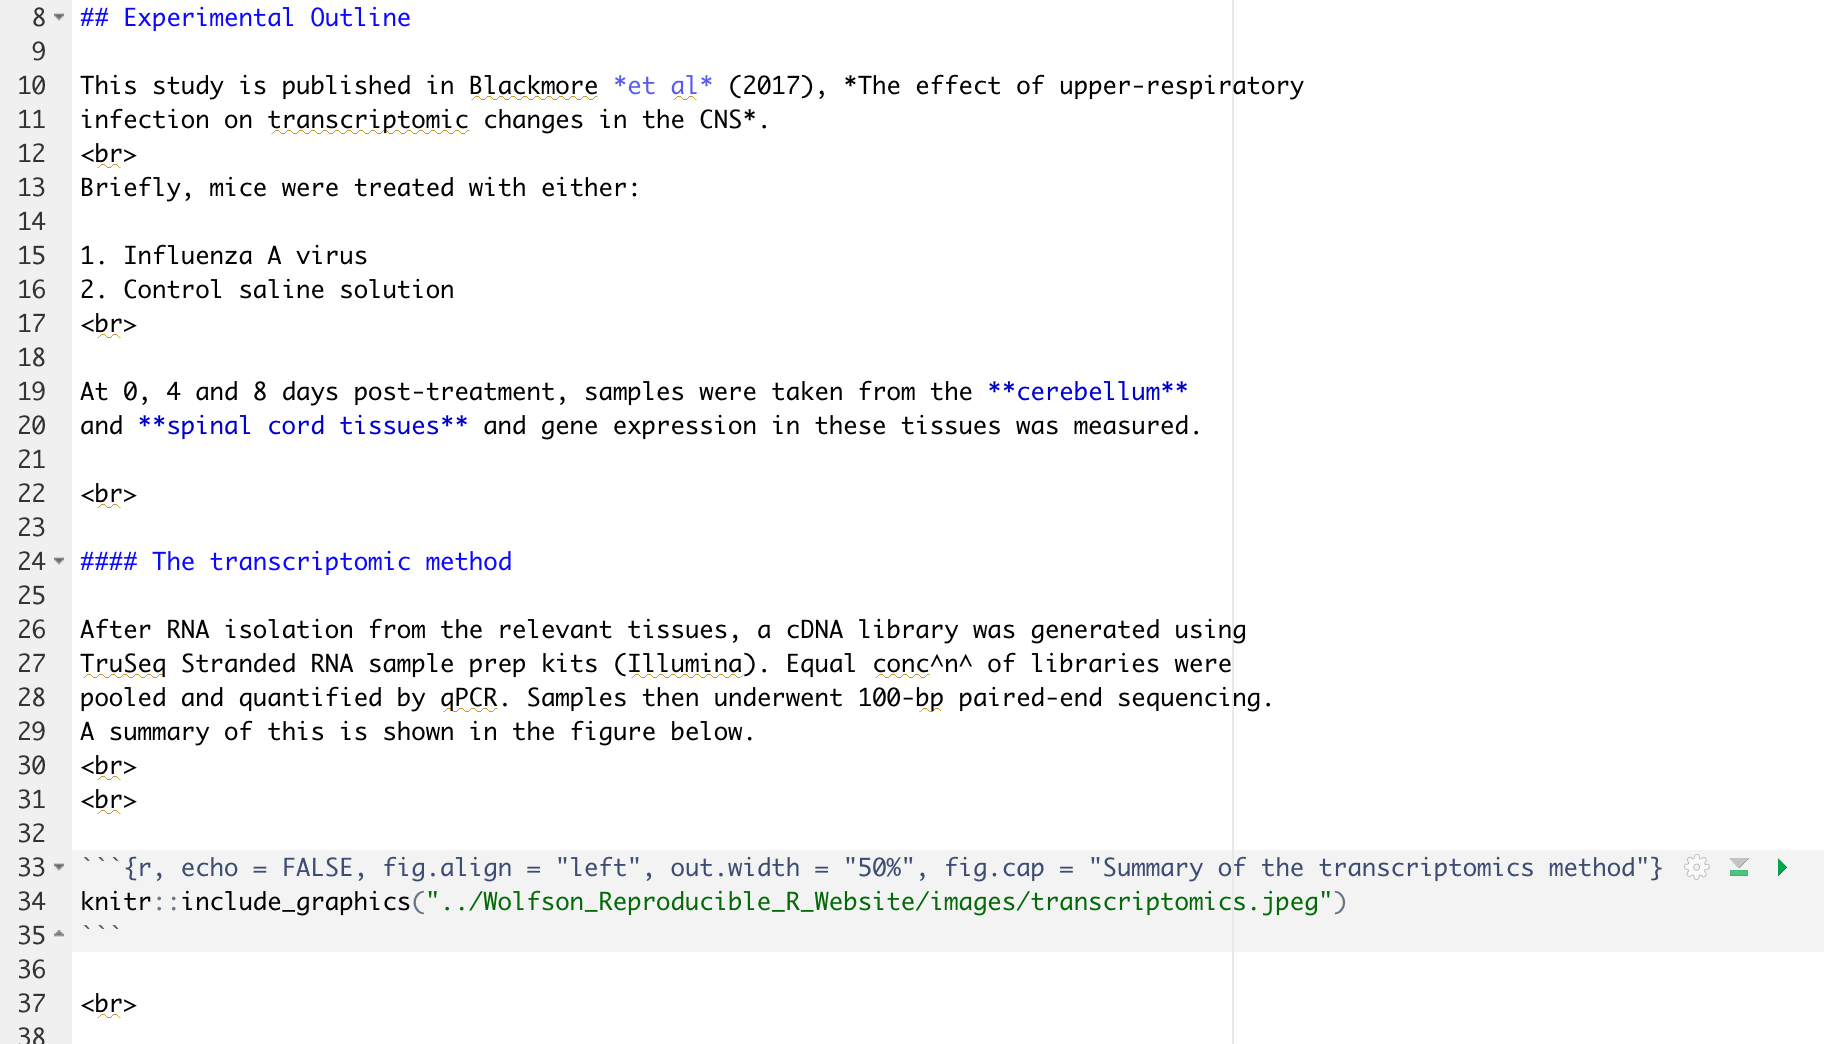 8 ## Experimental Outline
9
10 This study is published in Blackmore *et al* (2017), *The effect of upper-respiratory
11 infection on transcriptomic changes in the CNS*.
12 <br>
13 Briefly, mice were treated with either:
14
15 1. Influenza A virus
16 2. Control saline solution
17 <br>
18
19 At 0, 4 and 8 days post-treatment, samples were taken from the **cerebellum**
20 and **spinal cord tissues** and gene expression in these tissues was measured.
21
22 <br>
23
24 #### The transcriptomic method
25
26 After RNA isolation from the relevant tissues, a cDNA library was generated using
27 TruSeq Stranded RNA sample prep kits (Illumina). Equal conc^n^ of libraries were
28 pooled and quantified by qPCR. Samples then underwent 100-bp paired-end sequencing.
29 A summary of this is shown in the figure below.
30 <br>
31 <br>
32
33 ```{r, echo = FALSE, fig.align = "left", out.width = "50%", fig.cap = "Summary of the transcriptomics method"}
34 knitr::include_graphics("../Wolfson_Reproducible_R_Website/images/transcriptomics.jpeg")
35 ```
36
37 <br>
38